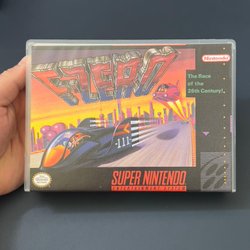 Nintendo
F-ZERO
The Race
of the
26th Century!
SUPER NINTENDO
ENTERTAINMENT SYSTEM